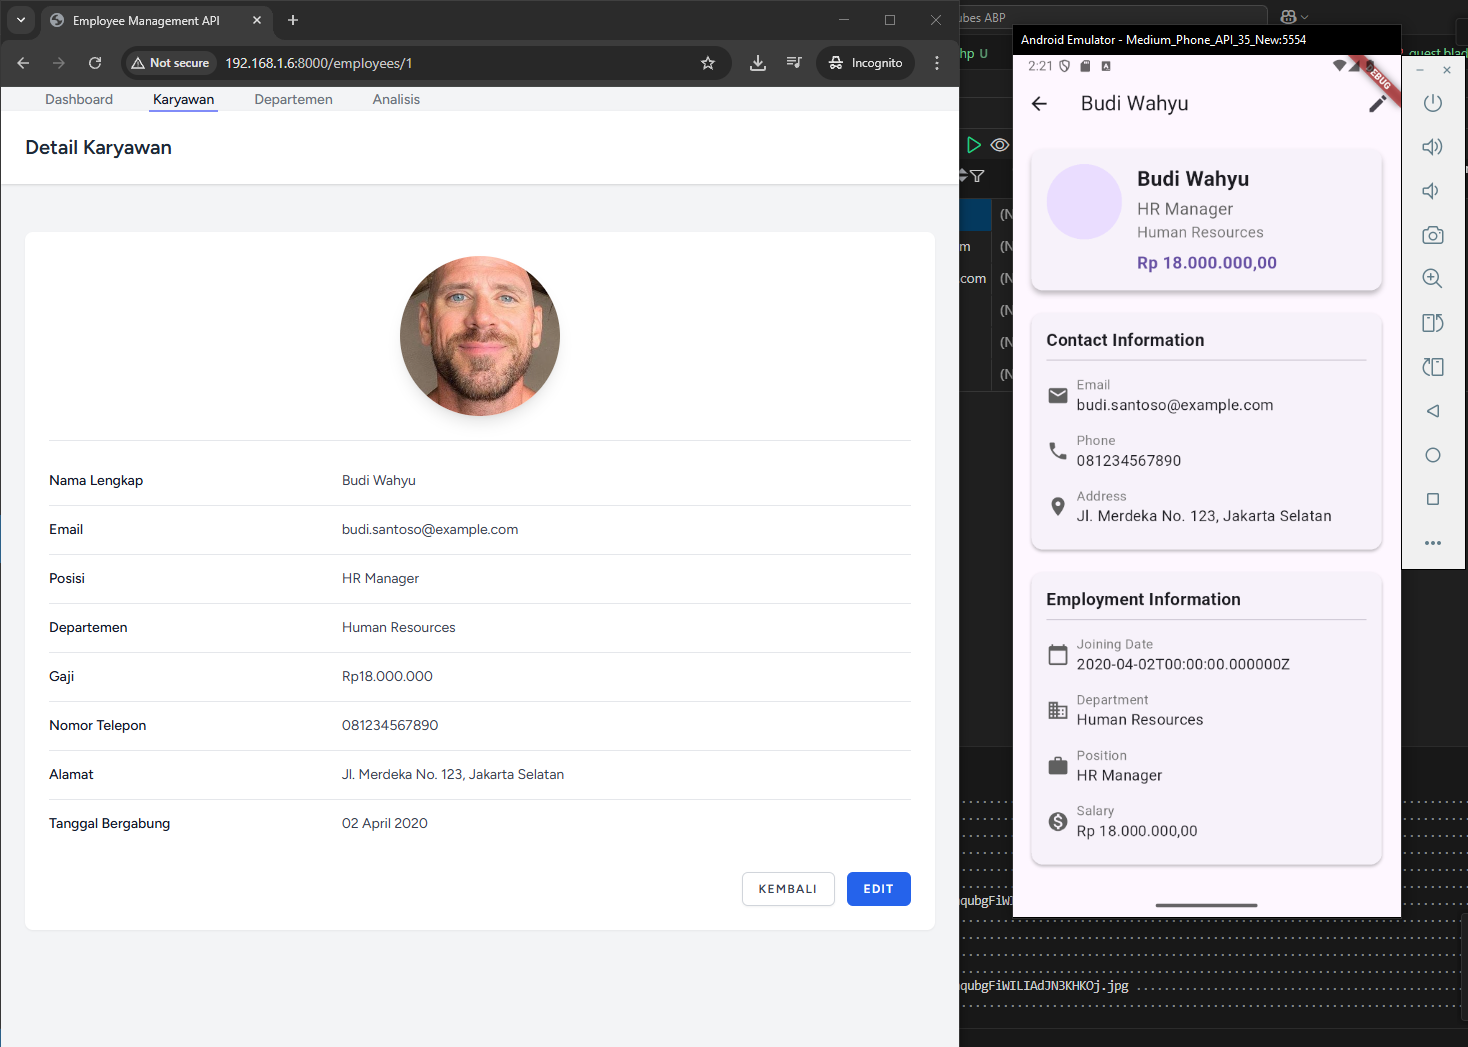 Employee Management API
Not secure
192.168.1.6:8000/employees/1
Incognito
Dashboard
Karyawan
Departemen
Analisis
Detail Karyawan
Nama Lengkap
Budi Wahyu
Email
budi.santoso@example.com
Posisi
HR Manager
Departemen
Human Resources
Gaji
Rp18.000.000
Nomor Telepon
081234567890
Alamat
Jl. Merdeka No. 123, Jakarta Selatan
Tanggal Bergabung
02 April 2020
KEMBALI
EDIT
ABP
U
m
com
Android Emulator - Medium_Phone_API_35_New:5554
2:21
Budi Wahyu
Budi Wahyu
HR Manager
Human Resources
Rp 18.000.000,00
Contact Information
Email
budi.santoso@example.com
Phone
081234567890
Address
Jl. Merdeka No. 123, Jakarta Selatan
Employment Information
Joining Date
2020-04-02T00:00:00.000000Z
Department
Human Resources
Position
HR Manager
Salary
Rp 18.000.000,00
qubgFiWILIAdJN3KHKOj.jpg